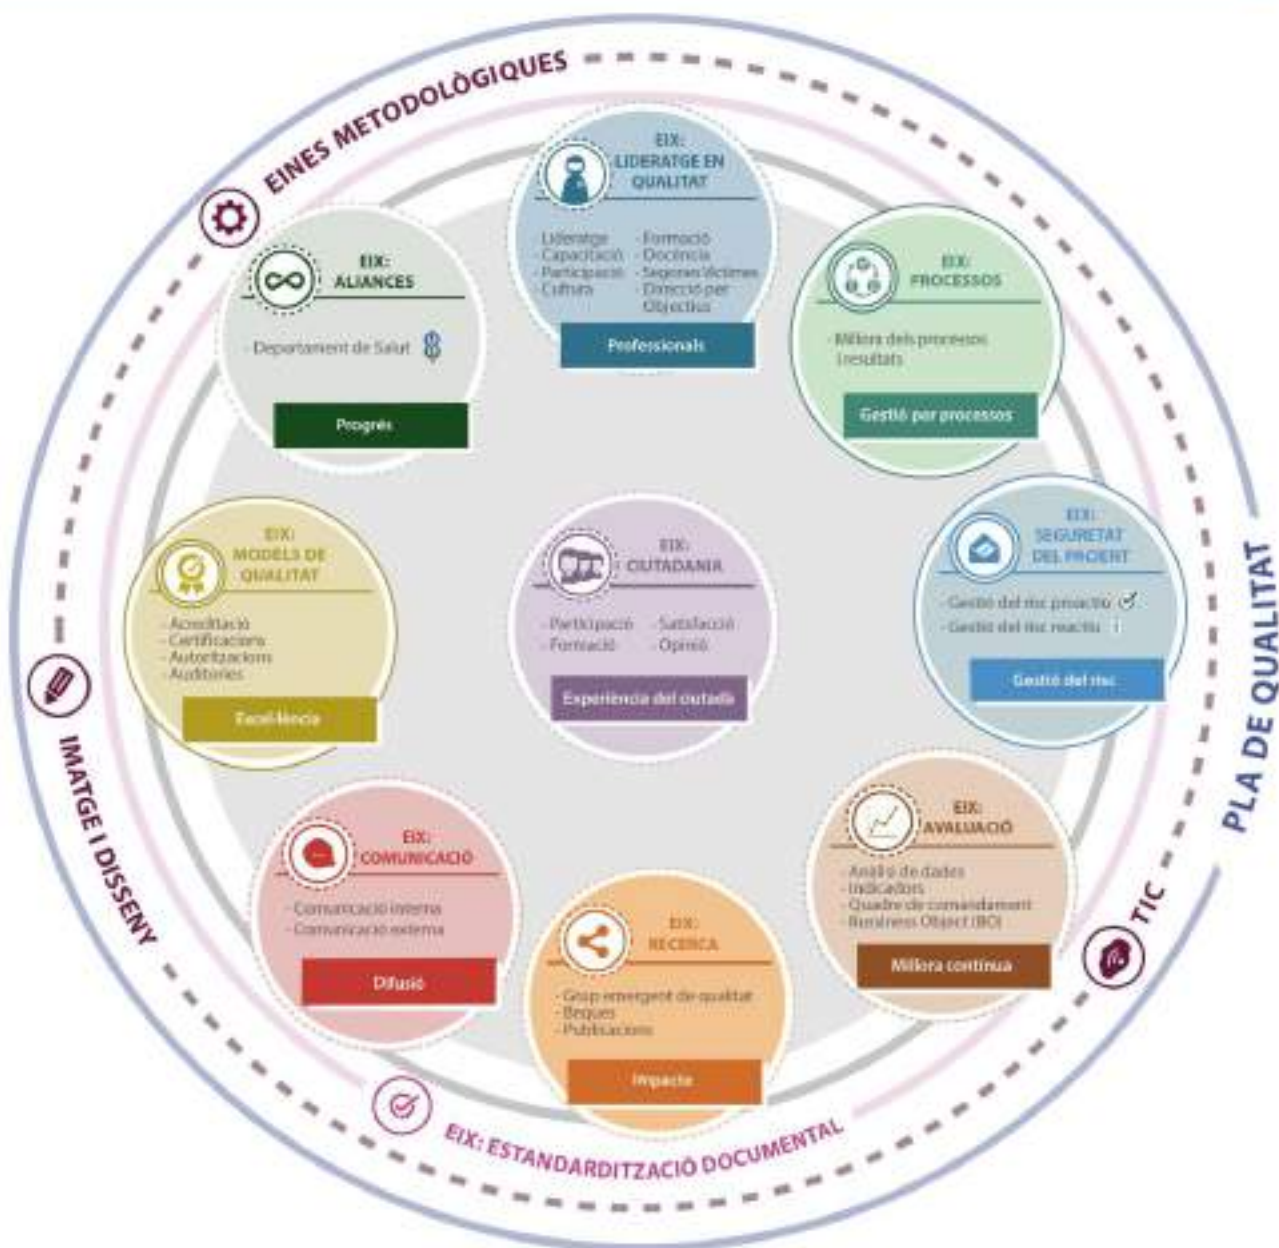 EINES METODOLÒGIQUES
EIX:
LIDERATGE EN
QUALITAT
- Lideratge
- Capacitació
- Participació
- Cultura
- Formació
- Docència
- Segones Víctimes
- Direcció per
Objectius
Professionals
EIX:
ALIANCES
- Departament de Salut
Progrés
EIX:
PROCESSOS
- Millora dels processos
i resultats
Gestió per processos
EIX:
MODELS DE
QUALITAT
- Acreditació
- Certificacions
- Autoritzacions
- Auditories
Excel·lència
EIX:
CIUTADANIA
- Participació
- Formació
- Satisfacció
- Opinió
Experiència del ciutadà
EIX:
SEGURETAT
DEL PACIENT
- Gestió del risc proactiu
- Gestió del risc reactiu
Gestió del risc
PLA DE QUALITAT
EIX:
COMUNICACIÓ
- Comunicació interna
- Comunicació externa
Difusió
EIX:
RECERCA
- Grup emergent de qualitat
- Beques
- Publicacions
Impacte
EIX:
AVALUACIÓ
- Anàlisi de dades
- Indicadors
- Quadre de comandament
- Bussiness Object (BO)
Millora contínua
IMATGE I DISSENY
TIC
EIX: ESTANDARDITZACIÓ DOCUMENTAL